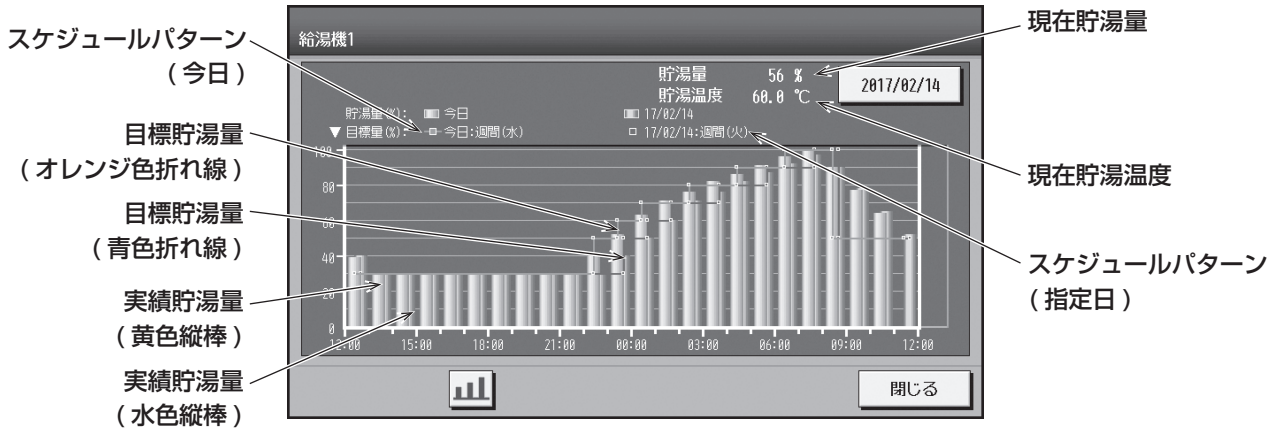 スケジュールパターン
(今日)
目標貯湯量
(オレンジ色折れ線)
目標貯湯量
(青色折れ線)
実績貯湯量
(黄色縦棒)
実績貯湯量
(水色縦棒)
給湯機1
貯湯量 56 %
貯湯温度 60.0 ℃
2017/02/14
貯湯量(%): 今日 17/02/14
▼目標量(%): 今日:週間(水) 17/02/14:週間(火)
100
80
60
40
20
0
12:00 15:00 18:00 21:00 00:00 03:00 06:00 09:00 12:00
閉じる
現在貯湯量
現在貯湯温度
スケジュールパターン
(指定日)